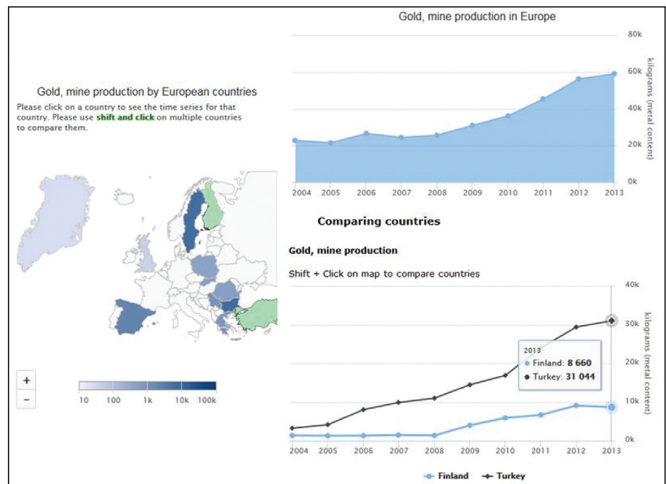 Gold, mine production in Europe
80k
60k
40k
20k
0k
kilograms (metal content)
2004 2005 2006 2007 2008 2009 2010 2011 2012 2013
Gold, mine production by European countries
Please click on a country to see the time series for that
country. Please use shift and click on multiple countries
to compare them.
+
−
10 100 1k 10k 100k
Comparing countries
Gold, mine production
Shift + Click on map to compare countries
40k
30k
20k
10k
0k
kilograms (metal content)
2013
Finland: 8 660
Turkey: 31 044
2004 2005 2006 2007 2008 2009 2010 2011 2012 2013
Finland Turkey